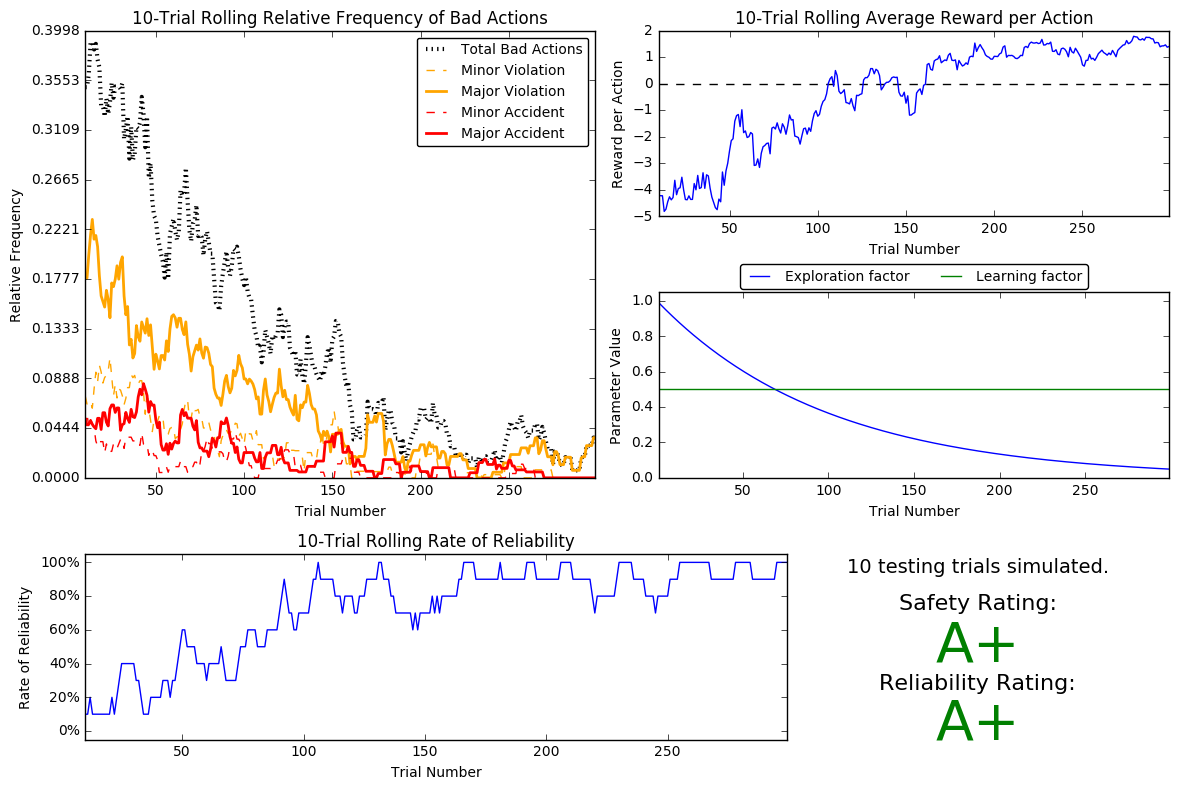 10-Trial Rolling Relative Frequency of Bad Actions
0.3998
0.3553
0.3109
0.2665
0.2221
0.1777
0.1333
0.0888
0.0444
0.0000
Relative Frequency
Total Bad Actions
Minor Violation
Major Violation
Minor Accident
Major Accident
50 100 150 200 250
Trial Number
10-Trial Rolling Average Reward per Action
2
1
0
−1
−2
−3
−4
−5
Reward per Action
50 100 150 200 250
Trial Number
Exploration factor Learning factor
1.0
0.8
0.6
0.4
0.2
0.0
Parameter Value
50 100 150 200 250
Trial Number
10-Trial Rolling Rate of Reliability
100%
80%
60%
40%
20%
0%
Rate of Reliability
50 100 150 200 250
Trial Number
10 testing trials simulated.
Safety Rating:
A+
Reliability Rating:
A+